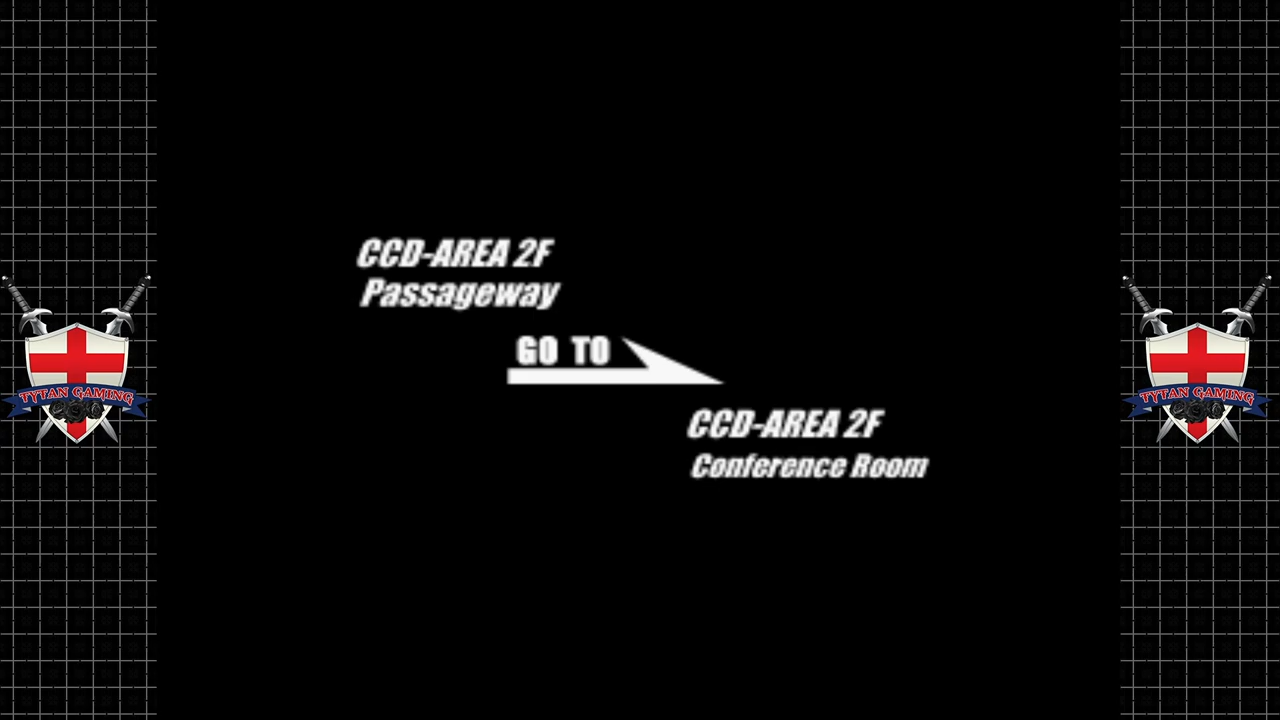 CCD-AREA 2F
Passageway
GO TO
CCD-AREA 2F
Conference Room
TYTAN GAMING
TYTAN GAMING